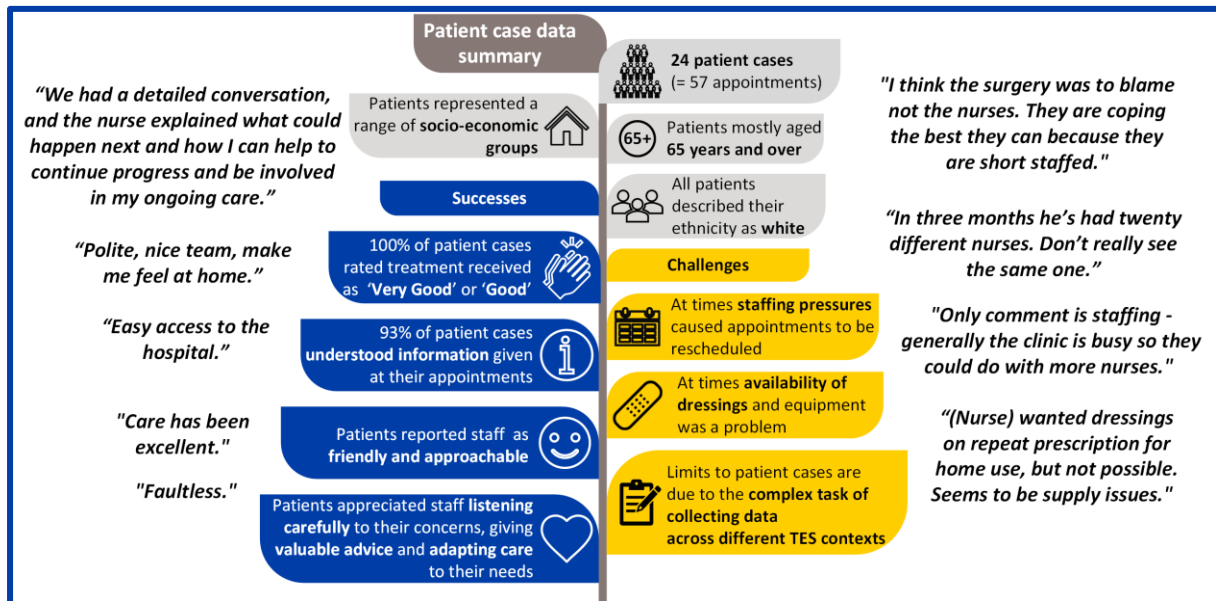 Patient case data
summary
24 patient cases
(= 57 appointments)
Patients represented a
range of socio-economic
groups
65+
Patients mostly aged
65 years and over
All patients
described their
ethnicity as white
“We had a detailed conversation,
and the nurse explained what could
happen next and how I can help to
continue progress and be involved
in my ongoing care.”
“Polite, nice team, make
me feel at home.”
“Easy access to the
hospital.”
"Care has been
excellent."
"Faultless."
Successes
100% of patient cases
rated treatment received
as ‘Very Good’ or ‘Good’
93% of patient cases
understood information given
at their appointments
i
Patients reported staff as
friendly and approachable
Patients appreciated staff listening
carefully to their concerns, giving
valuable advice and adapting care
to their needs
Challenges
At times staffing pressures
caused appointments to be
rescheduled
At times availability of
dressings and equipment
was a problem
Limits to patient cases are
due to the complex task of
collecting data
across different TES contexts
"I think the surgery was to blame
not the nurses. They are coping
the best they can because they
are short staffed."
“In three months he’s had twenty
different nurses. Don’t really see
the same one.”
"Only comment is staffing -
generally the clinic is busy so they
could do with more nurses."
“(Nurse) wanted dressings
on repeat prescription for
home use, but not possible.
Seems to be supply issues."